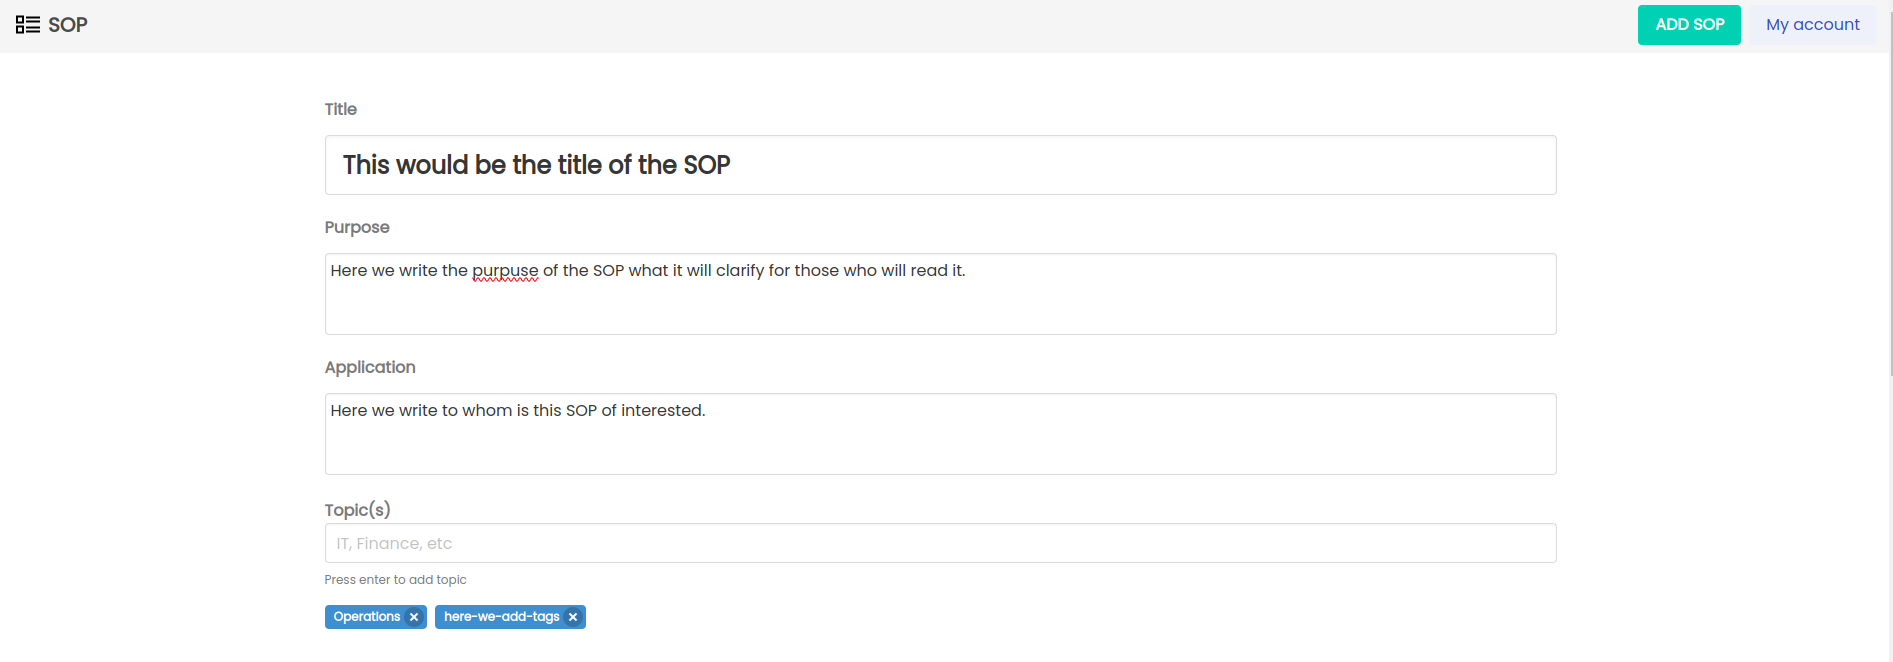 SOP
ADD SOP
My account
Title
This would be the title of the SOP
Purpose
Here we write the purpuse of the SOP what it will clarify for those who will read it.
Application
Here we write to whom is this SOP of interested.
Topic(s)
IT, Finance, etc
Press enter to add topic
Operations
here-we-add-tags